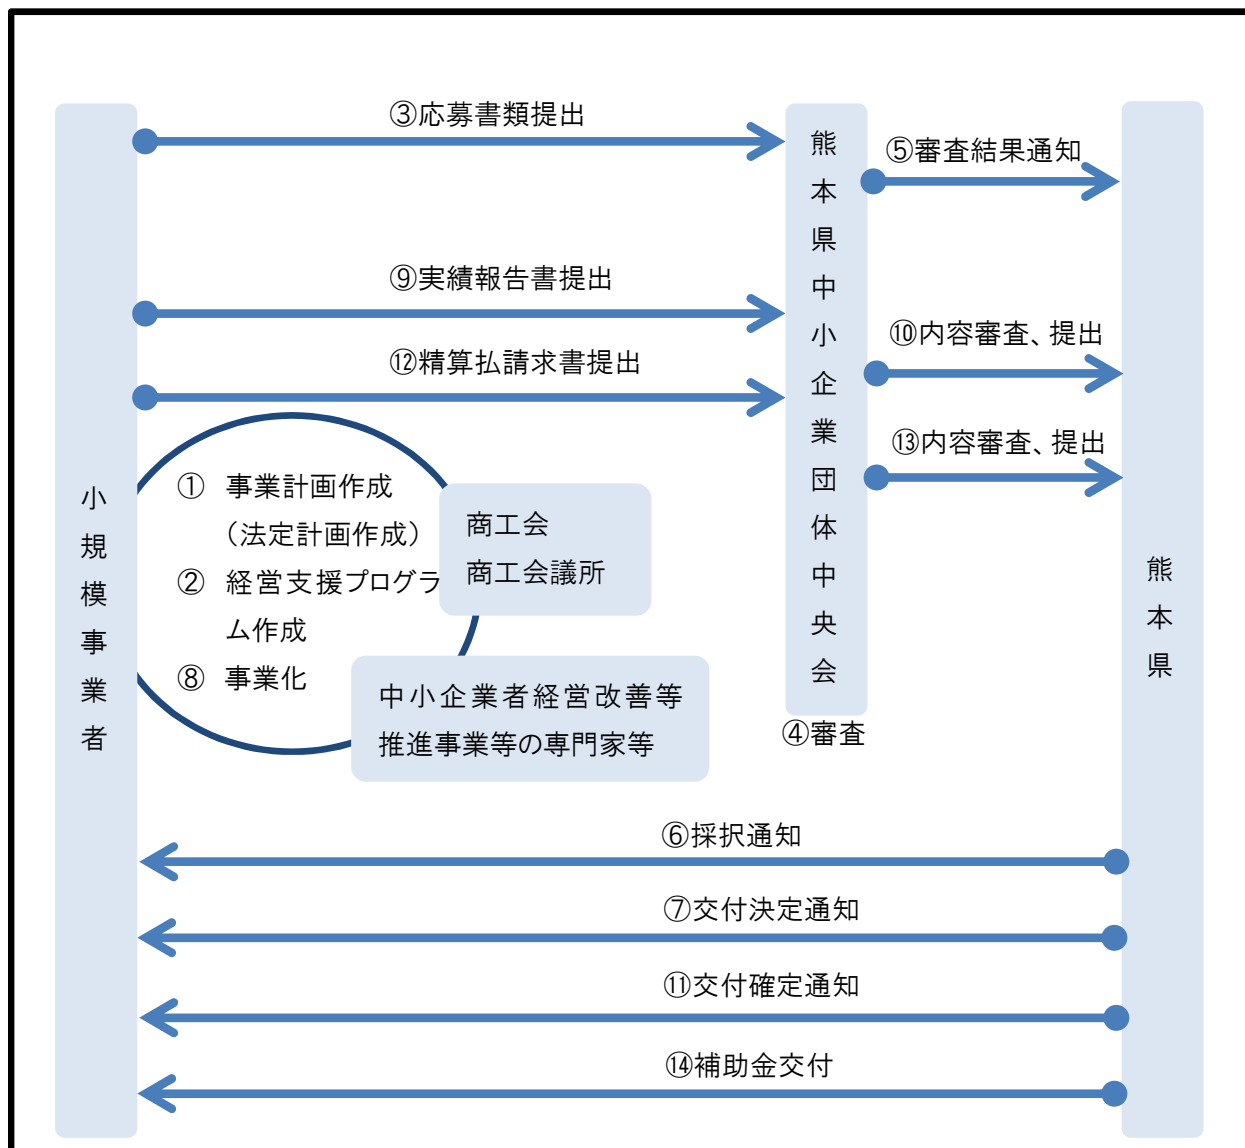 ③応募書類提出
⑤審査結果通知
⑨実績報告書提出
⑩内容審査、提出
⑫精算払請求書提出
⑬内容審査、提出
小規模事業者
① 事業計画作成
(法定計画作成)
② 経営支援プログラ
ム作成
⑧ 事業化
商工会
商工会議所
中小企業者経営改善等
推進事業等の専門家等
熊本県中小企業団体中央会
④審査
熊本県
⑥採択通知
⑦交付決定通知
⑪交付確定通知
⑭補助金交付